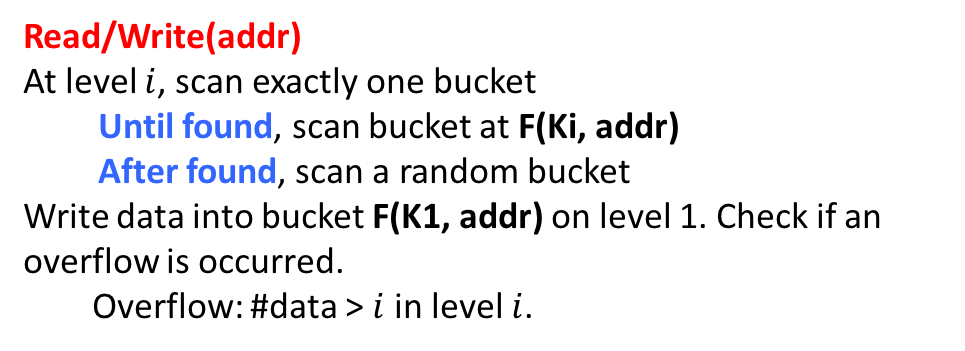 Read/Write(addr)
At level i, scan exactly one bucket
Until found, scan bucket at F(Ki, addr)
After found, scan a random bucket
Write data into bucket F(K1, addr) on level 1. Check if an
overflow is occurred.
Overflow: #data > i in level i.